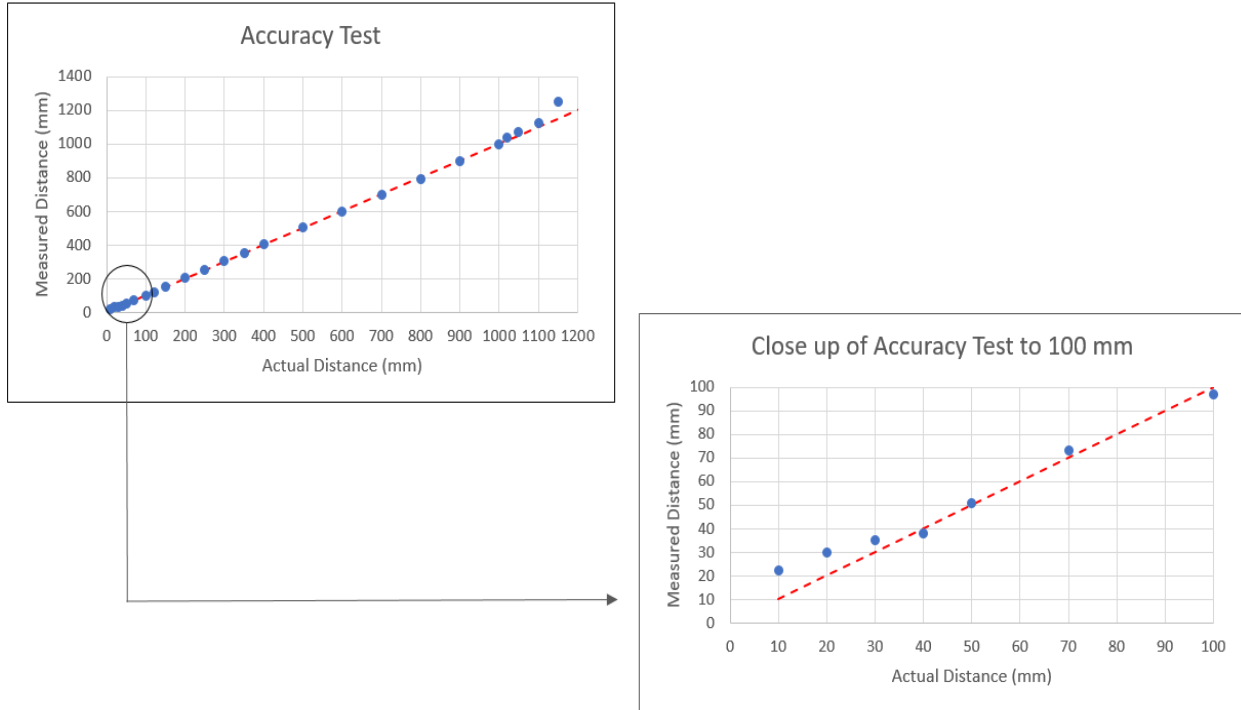 Accuracy Test
Measured Distance (mm)
1400
1200
1000
800
600
400
200
0
0 100 200 300 400 500 600 700 800 900 1000 1100 1200
Actual Distance (mm)
Close up of Accuracy Test to 100 mm
Measured Distance (mm)
100
90
80
70
60
50
40
30
20
10
0
0 10 20 30 40 50 60 70 80 90 100
Actual Distance (mm)